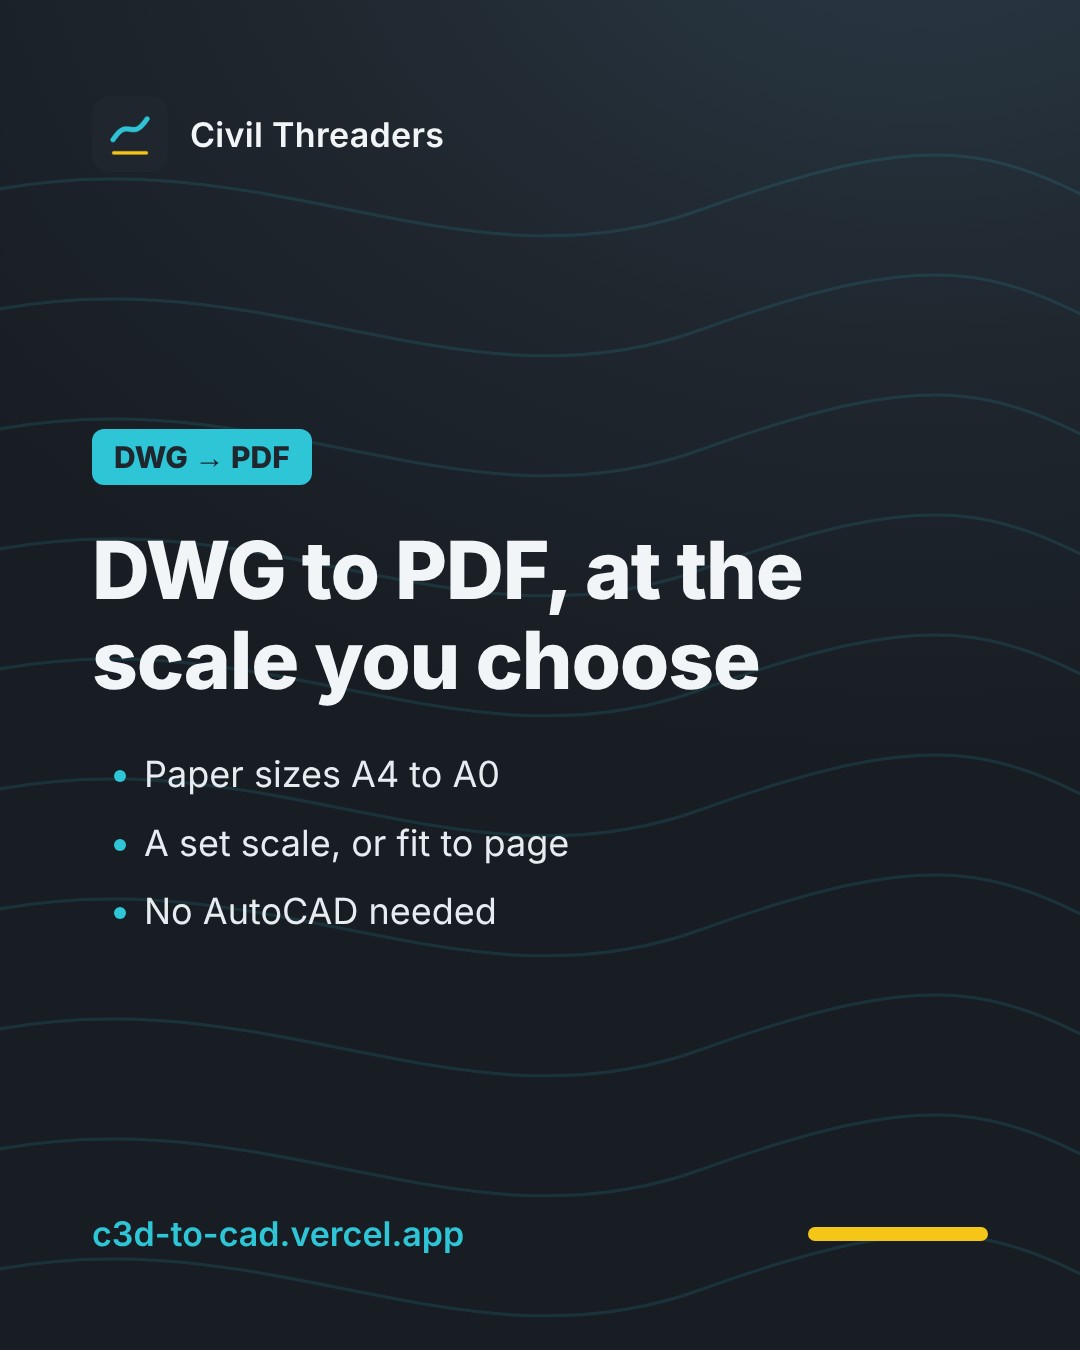 Civil Threaders
DWG → PDF
DWG to PDF, at the
scale you choose
• Paper sizes A4 to A0
• A set scale, or fit to page
• No AutoCAD needed
c3d-to-cad.vercel.app